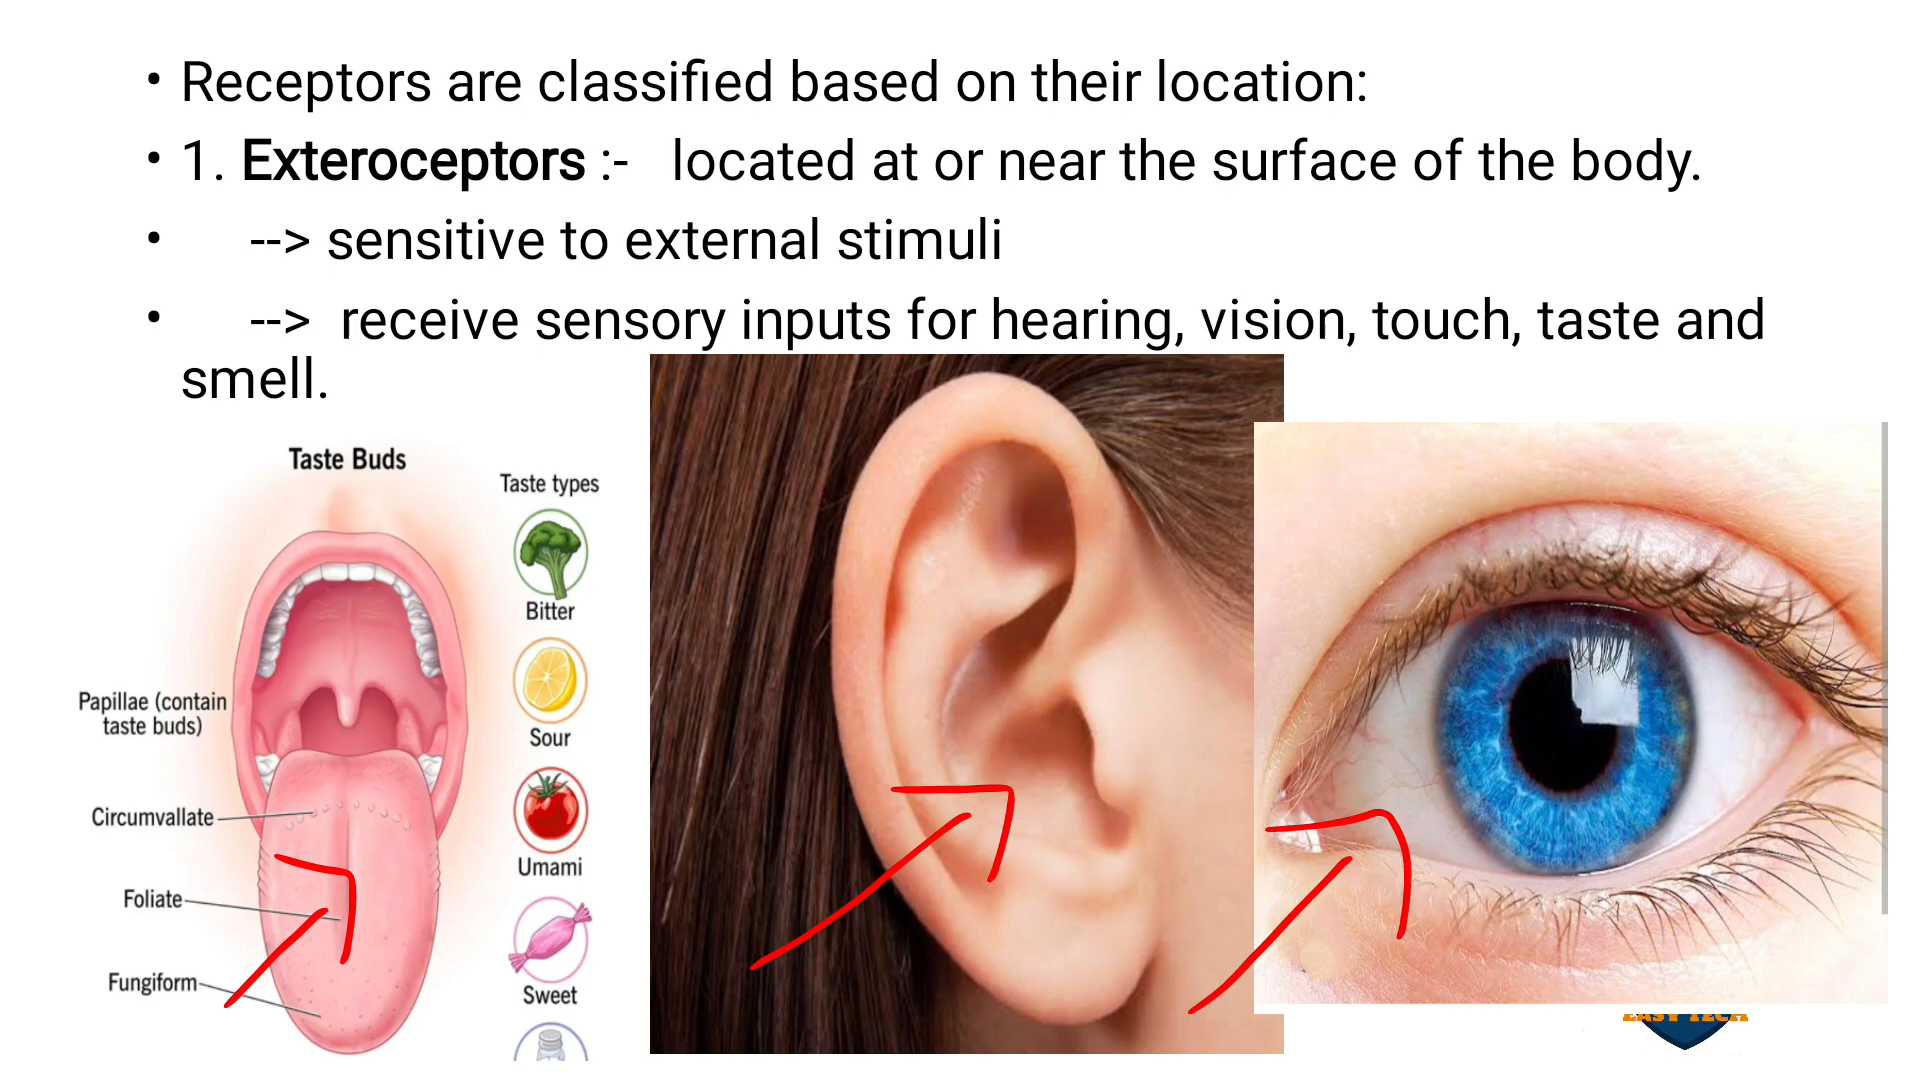 • Receptors are classified based on their location:
• 1. Exteroceptors :- located at or near the surface of the body.
• --> sensitive to external stimuli
• --> receive sensory inputs for hearing, vision, touch, taste and
smell.
Taste Buds
Taste types
Bitter
Papillae (contain
taste buds)
Sour
Circumvallate
Umami
Foliate
Fungiform
Sweet
EASY TECH